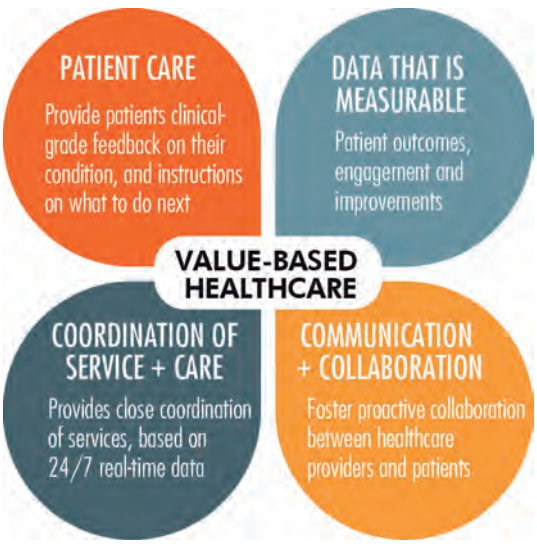 PATIENT CARE
Provide patients clinical-
grade feedback on their
condition, and instructions
on what to do next
DATA THAT IS
MEASURABLE
Patient outcomes,
engagement and
improvements
VALUE-BASED
HEALTHCARE
COORDINATION OF
SERVICE + CARE
Provides close coordination
of services, based on
24/7 real-time data
COMMUNICATION
+ COLLABORATION
Foster proactive collaboration
between healthcare
providers and patients